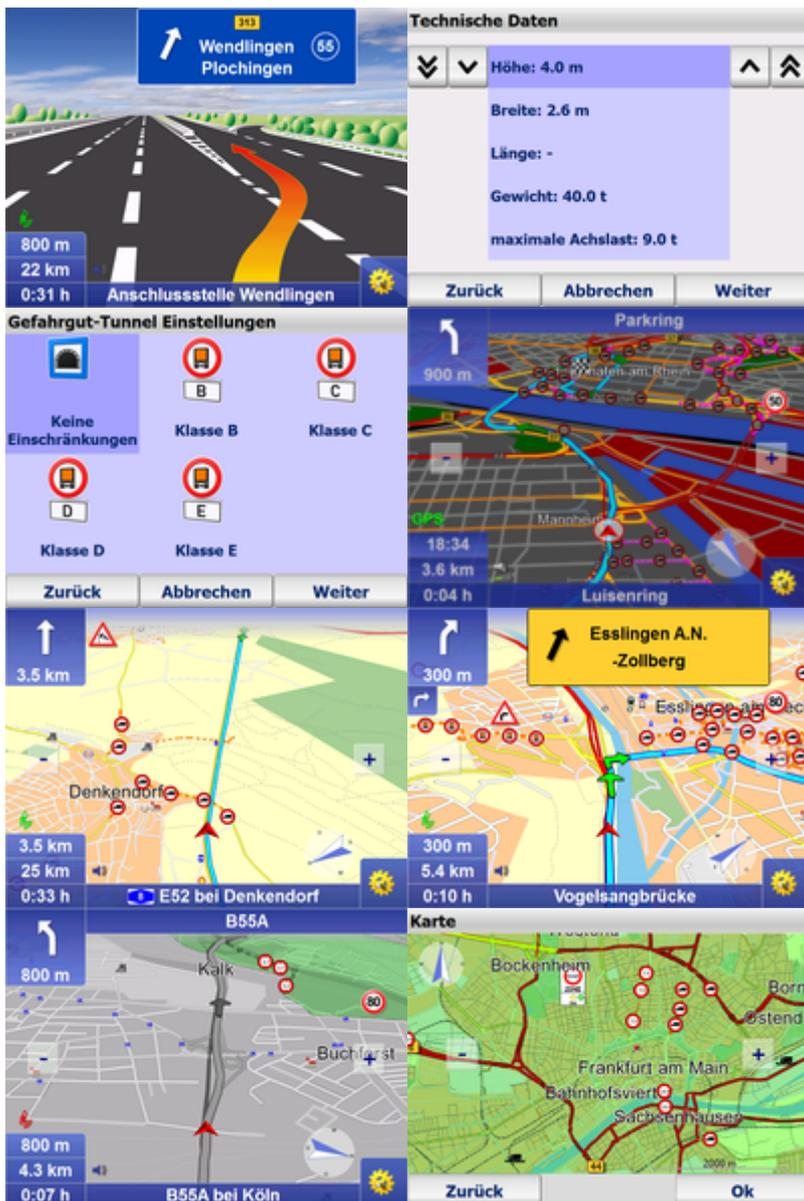 313
Wendlingen 55
Plochingen
800 m
22 km
0:31 h Anschlussstelle Wendlingen
Technische Daten
Höhe: 4.0 m
Breite: 2.6 m
Länge: -
Gewicht: 40.0 t
maximale Achslast: 9.0 t
Zurück Abbrechen Weiter
Gefahrgut-Tunnel Einstellungen
Keine
Einschränkungen
B
Klasse B
C
Klasse C
D
Klasse D
E
Klasse E
Zurück Abbrechen Weiter
Parkring
900 m
50
- +
GPS
Mannheim
18:34
3.6 km
0:04 h Luisenring
3.5 km
- +
Denkendorf
3.5 km
25 km
0:33 h E52 bei Denkendorf
Esslingen A.N.
-Zollberg
300 m
80
- +
300 m
5.4 km
0:10 h Vogelsangbrücke
B55A
800 m
Kalk
80
- +
Buchforst
800 m
4.3 km
0:07 h B55A bei Köln
Karte
Bockenheim
- +
Frankfurt am Main
Bahnhofsviert
Sachsenhausen
44
2000 m
Zurück Ok